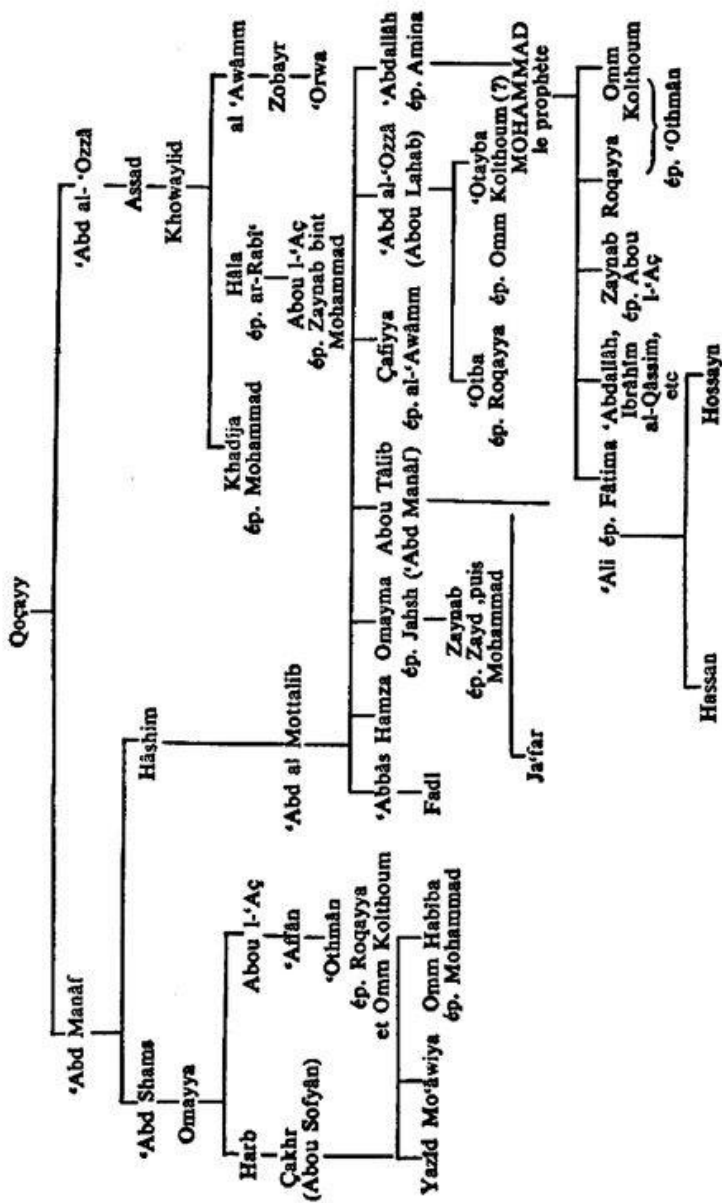 Qoçayy
‘Abd Manâf
‘Abd al-‘Ozzâ
‘Abd Shams
Hâshim
Assad
Omayya
Khowaylid
Harb
Abou l-‘Aç
‘Abd al Mottalib
Khadîja
ép. Mohammad
Hâla
ép. ar-Rabî‘
al ‘Awâmm
Çakhr
(Abou Sofyân)
‘Affân
‘Othmân
ép. Roqayya
et Omm Kolthoum
Abou l-‘Aç
ép. Zaynab bint
Mohammad
Zobayr
‘Orwa
Yazîd
Mo‘âwiya
Omm Habîba
ép. Mohammad
‘Abbâs
Hamza
Omayma
ép. Jahsh
Abou Tâlib
(‘Abd Manâf)
Çafiyya
ép. al-‘Awâmm
‘Abd al-‘Ozzâ
(Abou Lahab)
‘Abdallâh
ép. Amina
Fadl
Zaynab
ép. Zayd ,puis
Mohammad
‘Otba
ép. Roqayya
‘Otayba
ép. Omm Kolthoum (?)
MOHAMMAD
le prophète
Ja‘far
‘Ali ép. Fâtima
‘Abdallâh,
Ibrâhîm
al-Qâssim,
etc
Zaynab
ép. Abou
l-‘Aç
Roqayya
Omm
Kolthoum
ép. ‘Othmân
Hassan
Hossayn